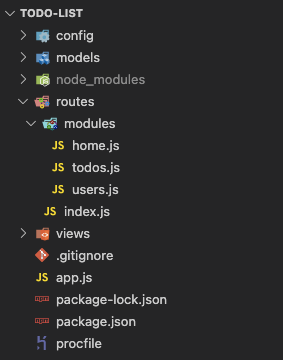 TODO-LIST
config
models
node_modules
routes
modules
JS home.js
JS todos.js
JS users.js
JS index.js
views
.gitignore
JS app.js
package-lock.json
package.json
procfile